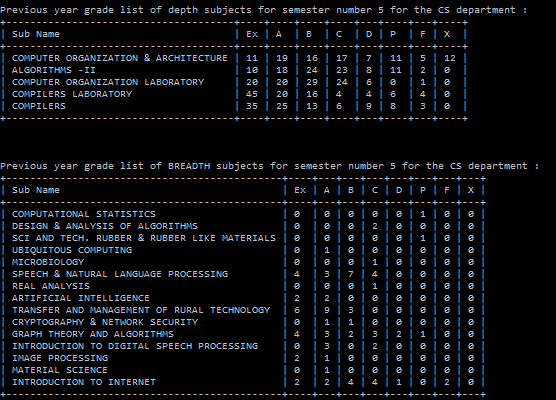 Previous year grade list of depth subjects for semester number 5 for the CS department :
+--------------------------------------+----+----+----+----+---+----+---+----+
| Sub Name | Ex | A | B | C | D | P | F | X |
+--------------------------------------+----+----+----+----+---+----+---+----+
| COMPUTER ORGANIZATION & ARCHITECTURE | 11 | 19 | 16 | 17 | 7 | 11 | 5 | 12 |
| ALGORITHMS -II | 10 | 18 | 24 | 23 | 8 | 11 | 2 | 0 |
| COMPUTER ORGANIZATION LABORATORY | 20 | 20 | 29 | 24 | 6 | 0 | 1 | 0 |
| COMPILERS LABORATORY | 45 | 20 | 16 | 4 | 4 | 6 | 4 | 0 |
| COMPILERS | 35 | 25 | 13 | 6 | 9 | 8 | 3 | 0 |
+--------------------------------------+----+----+----+----+---+----+---+----+
Previous year grade list of BREADTH subjects for semester number 5 for the CS department :
+----------------------------------------------+----+---+---+---+---+---+---+---+
| Sub Name | Ex | A | B | C | D | P | F | X |
+----------------------------------------------+----+---+---+---+---+---+---+---+
| COMPUTATIONAL STATISTICS | 0 | 0 | 0 | 0 | 0 | 1 | 0 | 0 |
| DESIGN & ANALYSIS OF ALGORITHMS | 0 | 0 | 0 | 2 | 0 | 0 | 0 | 0 |
| SCI AND TECH. RUBBER & RUBBER LIKE MATERIALS | 0 | 0 | 0 | 0 | 0 | 1 | 0 | 0 |
| UBIQUITOUS COMPUTING | 0 | 1 | 0 | 0 | 0 | 0 | 0 | 0 |
| MICROBIOLOGY | 0 | 0 | 0 | 1 | 0 | 0 | 0 | 0 |
| SPEECH & NATURAL LANGUAGE PROCESSING | 4 | 3 | 7 | 4 | 0 | 0 | 0 | 0 |
| REAL ANALYSIS | 0 | 0 | 0 | 1 | 0 | 0 | 0 | 0 |
| ARTIFICIAL INTELLIGENCE | 2 | 2 | 0 | 0 | 0 | 0 | 0 | 0 |
| TRANSFER AND MANAGEMENT OF RURAL TECHNOLOGY | 6 | 9 | 3 | 0 | 0 | 0 | 0 | 0 |
| CRYPTOGRAPHY & NETWORK SECURITY | 0 | 1 | 1 | 0 | 0 | 0 | 0 | 0 |
| GRAPH THEORY AND ALGORITHMS | 4 | 3 | 2 | 3 | 2 | 1 | 0 | 0 |
| INTRODUCTION TO DIGITAL SPEECH PROCESSING | 0 | 3 | 0 | 2 | 0 | 0 | 0 | 0 |
| IMAGE PROCESSING | 2 | 1 | 0 | 0 | 0 | 0 | 0 | 0 |
| MATERIAL SCIENCE | 0 | 1 | 0 | 0 | 0 | 0 | 0 | 0 |
| INTRODUCTION TO INTERNET | 2 | 2 | 4 | 4 | 1 | 0 | 2 | 0 |
+----------------------------------------------+----+---+---+---+---+---+---+---+